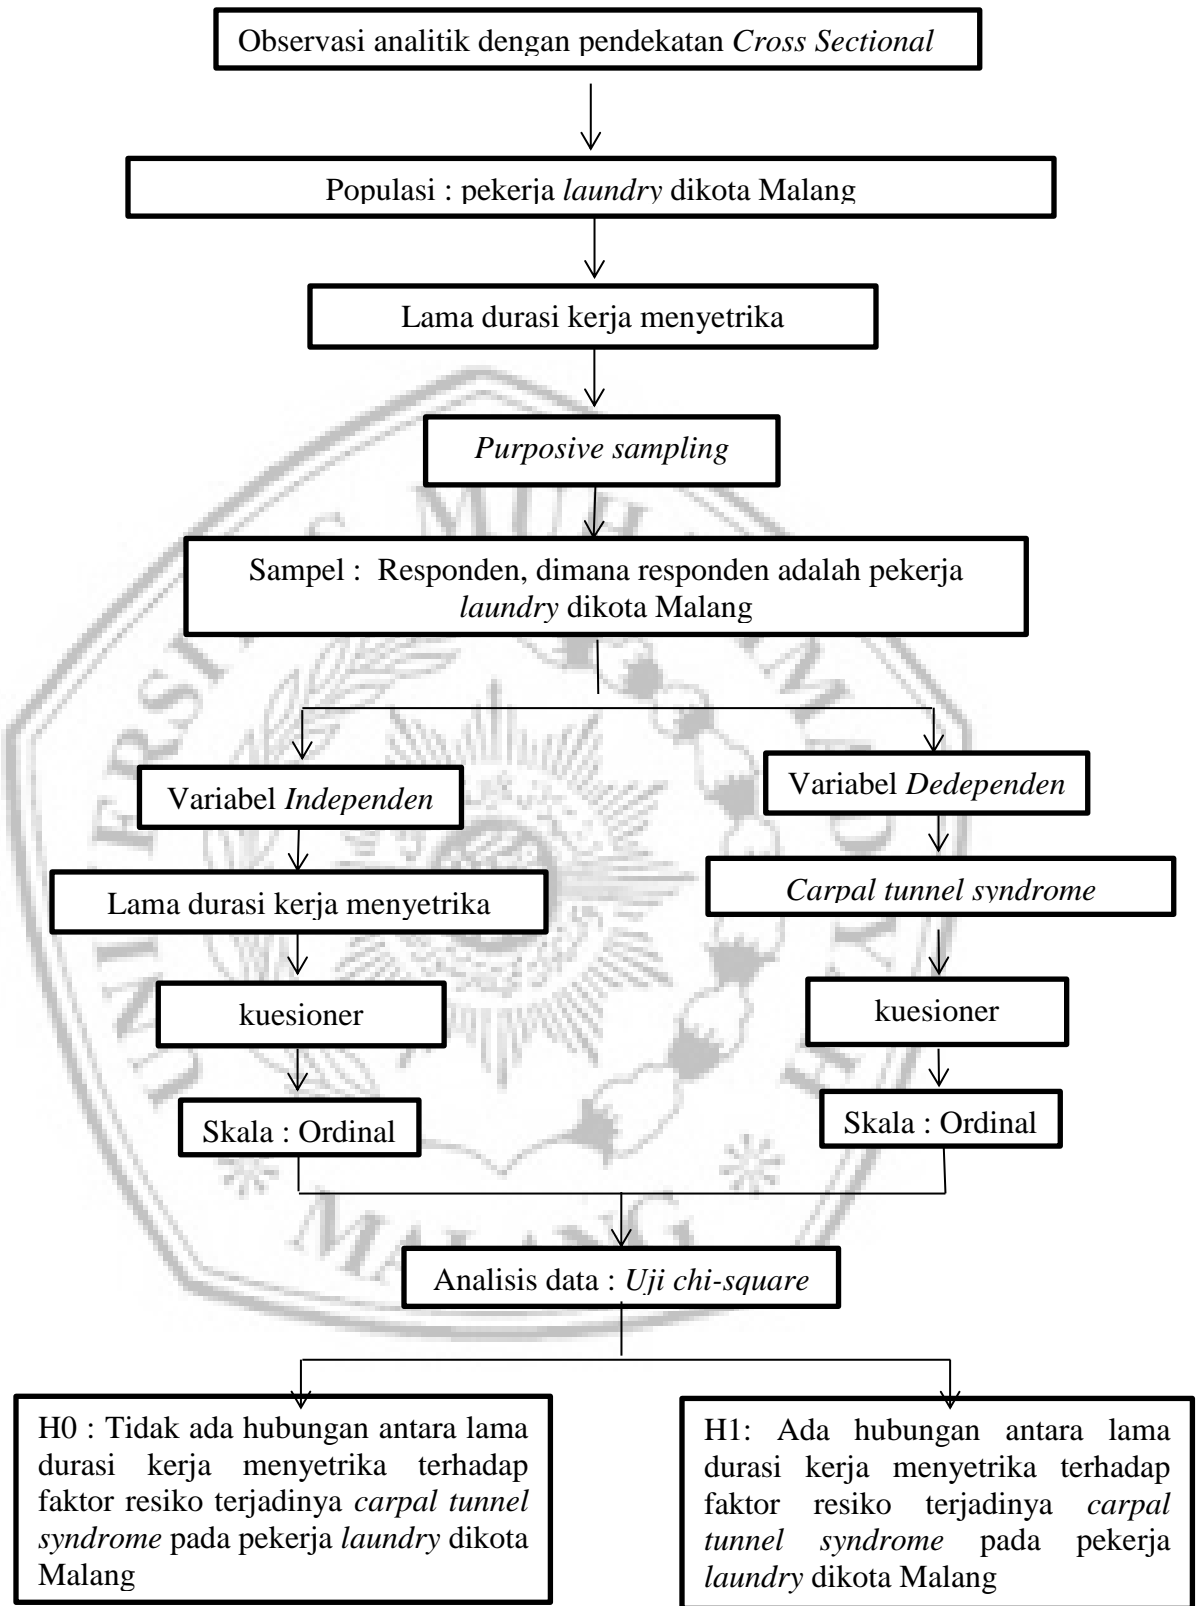 Observasi analitik dengan pendekatan Cross Sectional
Populasi : pekerja laundry dikota Malang
Lama durasi kerja menyetrika
Purposive sampling
Sampel : Responden, dimana responden adalah pekerja
laundry dikota Malang
Variabel Independen
Variabel Dedependen
Lama durasi kerja menyetrika
Carpal tunnel syndrome
kuesioner
kuesioner
Skala : Ordinal
Skala : Ordinal
Analisis data : Uji chi-square
H0 : Tidak ada hubungan antara lama
durasi kerja menyetrika terhadap
faktor resiko terjadinya carpal tunnel
syndrome pada pekerja laundry dikota
Malang
H1: Ada hubungan antara lama
durasi kerja menyetrika terhadap
faktor resiko terjadinya carpal
tunnel syndrome pada pekerja
laundry dikota Malang
MALANG